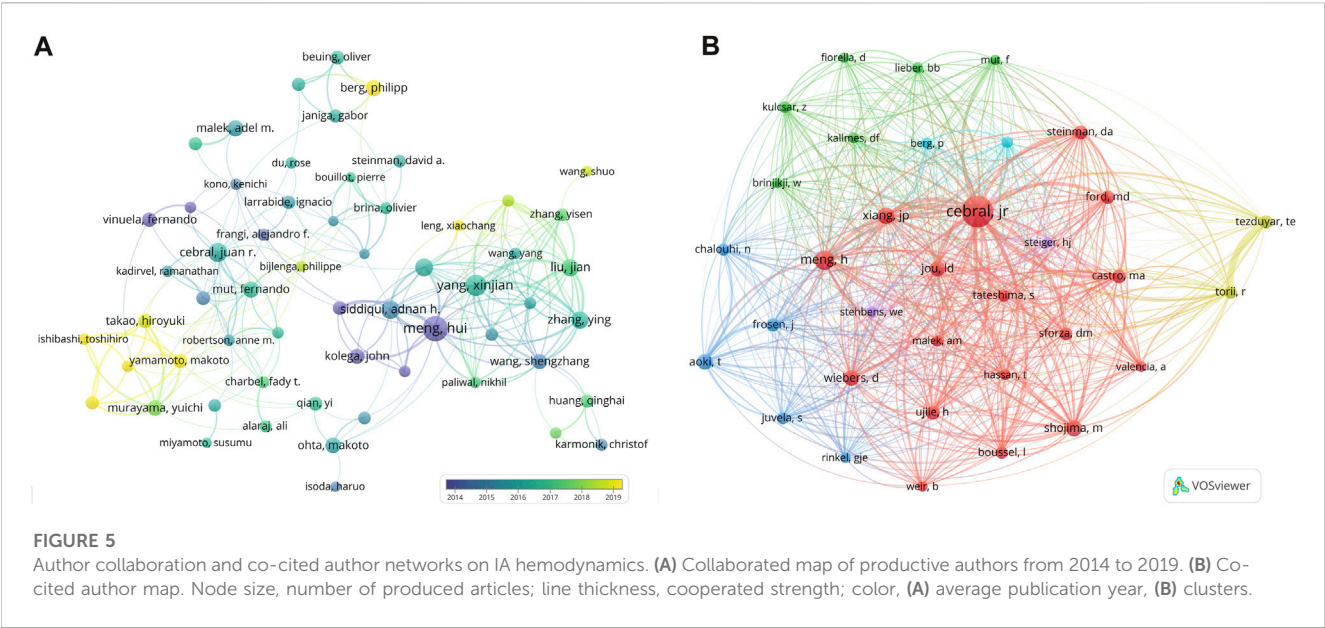 A
beuing, oliver
berg, philipp
janiga, gabor
malek, adel m.
du, rose
steinman, david a.
kono, kenichi
bouillot, pierre
wang, shuo
larrabide, ignacio
brina, olivier
vinuela, fernando
zhang, yisen
leng, xiaochang
frangi, alejandro f.
cebral, juan r.
wang, yang
kadirvel, ramanathan
bijlenga, philippe
liu, jian
mut, fernando
yang, xinjian
siddiqui, adnan h.
takao, hiroyuki
zhang, ying
meng, hui
ishibashi, toshihiro
robertson, anne m.
yamamoto, makoto
kolega, john
wang, shengzhang
charbel, fady t.
paliwal, nikhil
murayama, yuichi
qian, yi
huang, qinghai
alaraj, ali
miyamoto, susumu
ohta, makoto
karmonik, christof
isoda, haruo
2014 2015 2016 2017 2018 2019
B
fiorella, d
lieber, bb
mut, f
kulcsar, z
kallmes, df
berg, p
steinman, da
brinjikji, w
ford, md
cebral, jr
xiang, jp
tezduyar, te
chalouhi, n
steiger, hj
meng, h
jou, ld
castro, ma
tateshima, s
torii, r
stehbens, we
frosen, j
malek, am
sforza, dm
aoki, t
wiebers, d
hassan, t
valencia, a
juvela, s
ujiie, h
shojima, m
rinkel, gje
boussel, l
weir, b
VOSviewer
FIGURE 5
Author collaboration and co-cited author networks on IA hemodynamics. (A) Collaborated map of productive authors from 2014 to 2019. (B) Co-
cited author map. Node size, number of produced articles; line thickness, cooperated strength; color, (A) average publication year, (B) clusters.